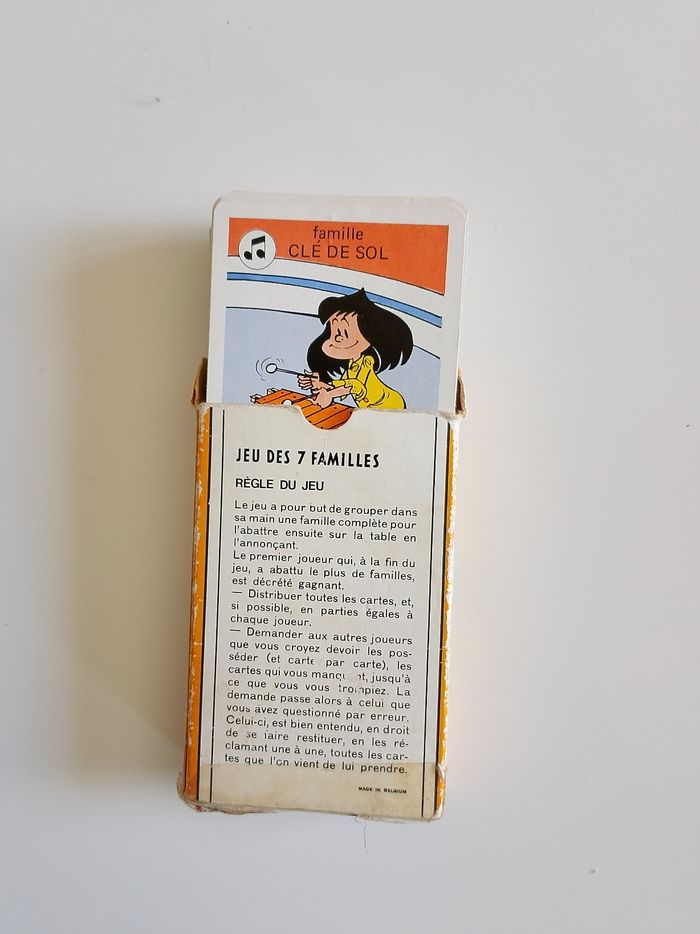 famille
CLÉ DE SOL
JEU DES 7 FAMILLES
RÈGLE DU JEU
Le jeu a pour but de grouper dans
sa main une famille complète pour
l'abattre ensuite sur la table en
l'annonçant.
Le premier joueur qui, à la fin du
jeu, a abattu le plus de familles,
est décrété gagnant.
— Distribuer toutes les cartes, et,
si possible, en parties égales à
chaque joueur.
— Demander aux autres joueurs
que vous croyez devoir les pos-
séder (et carte par carte), les
cartes qui vous manquent, jusqu'à
ce que vous vous trompiez. La
demande passe alors à celui que
vous avez questionné par erreur.
Celui-ci, est bien entendu, en droit
de se faire restituer, en les ré-
clamant une à une, toutes les car-
tes que l'on vient de lui prendre.
MADE IN BELGIUM